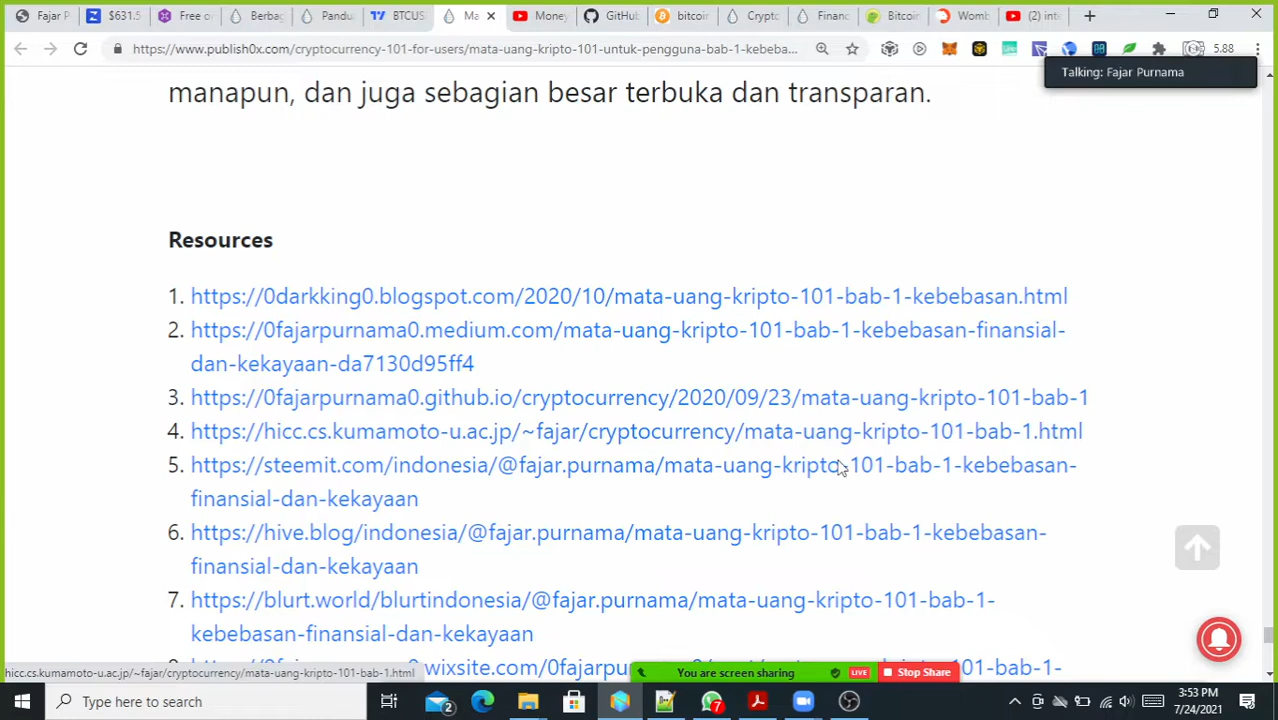 Fajar P
$631.5
Free o
Berbag
Pandu
BTCUS
Ma
Money
GitHu
bitcoir
Crypto
Financ
Bitcoi
Womb
(2) int
https://www.publish0x.com/cryptocurrency-101-for-users/mata-uang-kripto-101-untuk-pengguna-bab-1-kebeba...
5.88
Talking: Fajar Purnama
manapun, dan juga sebagian besar terbuka dan transparan.
Resources
1. https://0darkking0.blogspot.com/2020/10/mata-uang-kripto-101-bab-1-kebebasan.html
2. https://0fajarpurnama0.medium.com/mata-uang-kripto-101-bab-1-kebebasan-finansial-
dan-kekayaan-da7130d95ff4
3. https://0fajarpurnama0.github.io/cryptocurrency/2020/09/23/mata-uang-kripto-101-bab-1
4. https://hicc.cs.kumamoto-u.ac.jp/~fajar/cryptocurrency/mata-uang-kripto-101-bab-1.html
5. https://steemit.com/indonesia/@fajar.purnama/mata-uang-kripto-101-bab-1-kebebasan-
finansial-dan-kekayaan
6. https://hive.blog/indonesia/@fajar.purnama/mata-uang-kripto-101-bab-1-kebebasan-
finansial-dan-kekayaan
7. https://blurt.world/blurtindonesia/@fajar.purnama/mata-uang-kripto-101-bab-1-
kebebasan-finansial-dan-kekayaan
hicc.cs.kumamoto-u.ac.jp/~fajar/cryptocurrency/mata-uang-kripto-101-bab-1.html
You are screen sharing
LIVE
Stop Share
Type here to search
2
7
3:53 PM
7/24/2021